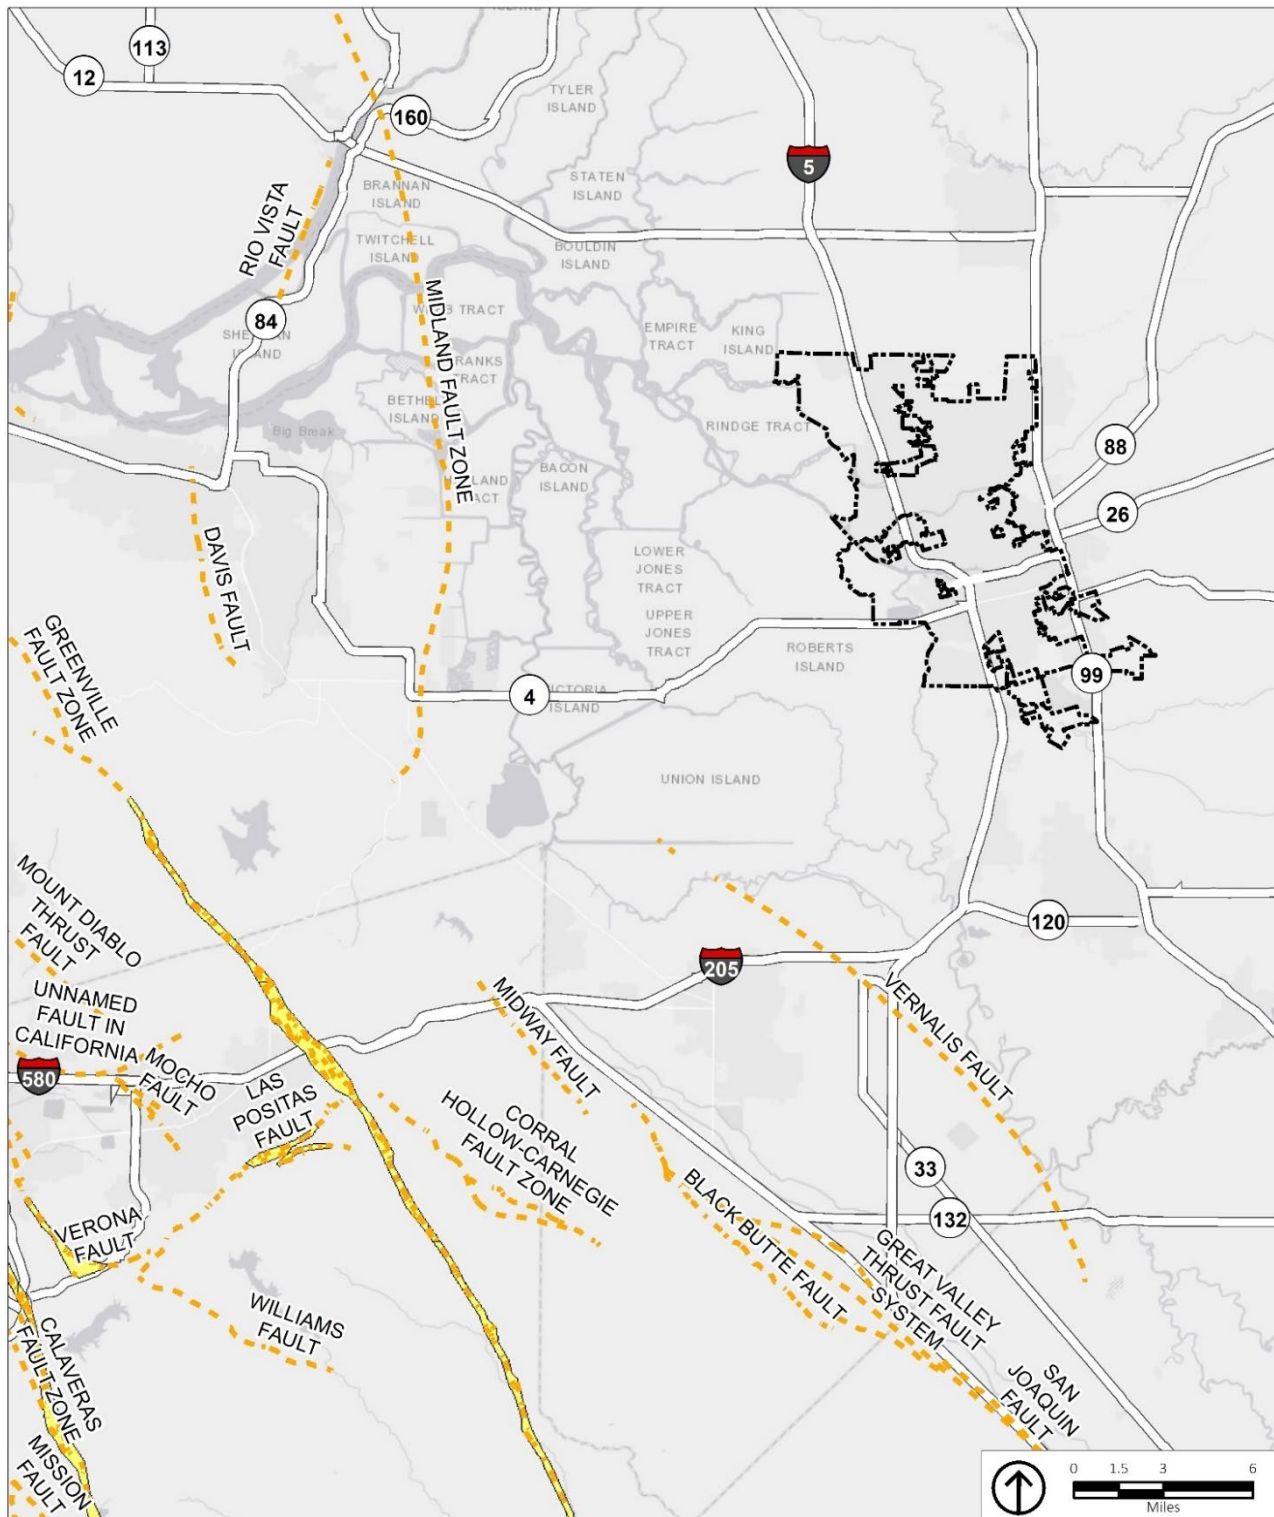 ISLAND
113
12
TYLER
ISLAND
160
5
STATEN
ISLAND
BRANNAN
ISLAND
RIO VISTA
FAULT
TWITCHELL
ISLAND
BOULDIN
ISLAND
MIDLAND FAULT ZONE
84
TRACT
EMPIRE
TRACT
KING
ISLAND
ISLAND
TRACT
BETHEL
ISLAND
RINDGE TRACT
88
Big Break
BACON
ISLAND
26
DAVIS FAULT
LOWER
JONES
TRACT
UPPER
JONES
TRACT
ROBERTS
ISLAND
GREENVILLE
FAULT ZONE
99
4
ISLAND
UNION ISLAND
MOUNT DIABLO
THRUST
FAULT
120
205
UNNAMED
FAULT IN
CALIFORNIA
MIDWAY FAULT
VERNALIS FAULT
580
MOCHO
FAULT
LAS
POSITAS
FAULT
CORRAL
HOLLOW-CARNEGIE
FAULT ZONE
33
132
BLACK BUTTE FAULT
VERONA
FAULT
GREAT VALLEY
THRUST FAULT
SYSTEM
WILLIAMS
FAULT
CALAVERAS
FAULT ZONE
SAN
JOAQUIN
FAULT
MISSION
FAULT
0 1.5 3 6
Miles